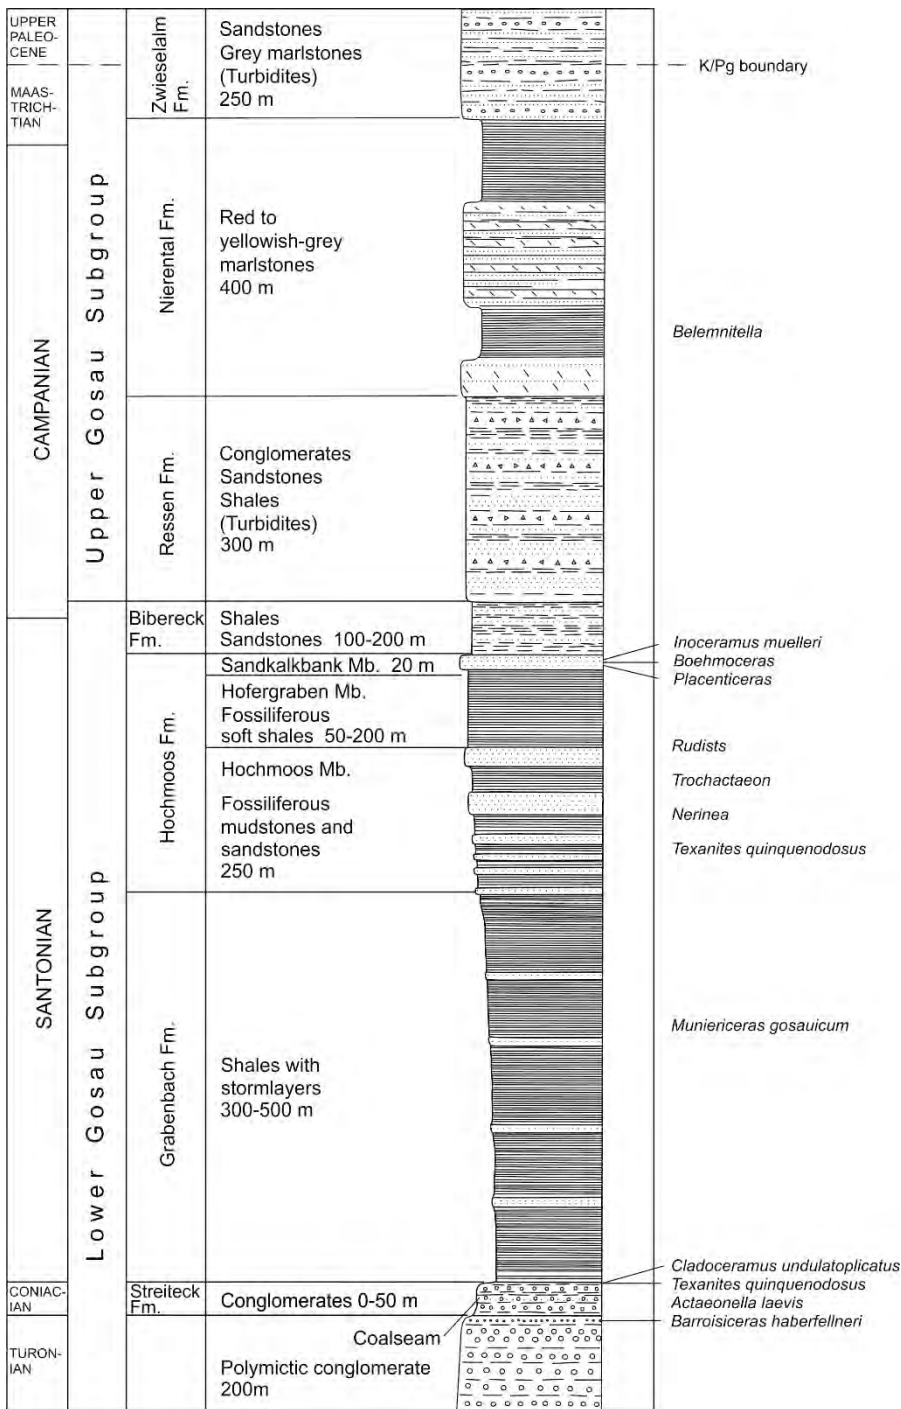 UPPER
PALEO-
CENE
MAAS-
TRICH-
TIAN
CAMPANIAN
SANTONIAN
CONIAC-
IAN
TURON-
IAN
Upper Gosau Subgroup
Lower Gosau Subgroup
Zwieselalm
Fm.
Nierental Fm.
Ressen Fm.
Bibereck
Fm.
Hochmoos Fm.
Grabenbach Fm.
Streiteck
Fm.
Sandstones
Grey marlstones
(Turbidites)
250 m
Red to
yellowish-grey
marlstones
400 m
Conglomerates
Sandstones
Shales
(Turbidites)
300 m
Shales
Sandstones 100-200 m
Sandkalkbank Mb. 20 m
Hofergraben Mb.
Fossiliferous
soft shales 50-200 m
Hochmoos Mb.
Fossiliferous
mudstones and
sandstones
250 m
Shales with
stormlayers
300-500 m
Conglomerates 0-50 m
Coalseam
Polymictic conglomerate
200m
K/Pg boundary
Belemnitella
Inoceramus muelleri
Boehmoceras
Placenticeras
Rudists
Trochactaeon
Nerinea
Texanites quinquenodosus
Muniericeras gosauicum
Cladoceramus undulatoplicatus
Texanites quinquenodosus
Actaeonella laevis
Barroisiceras haberfellneri